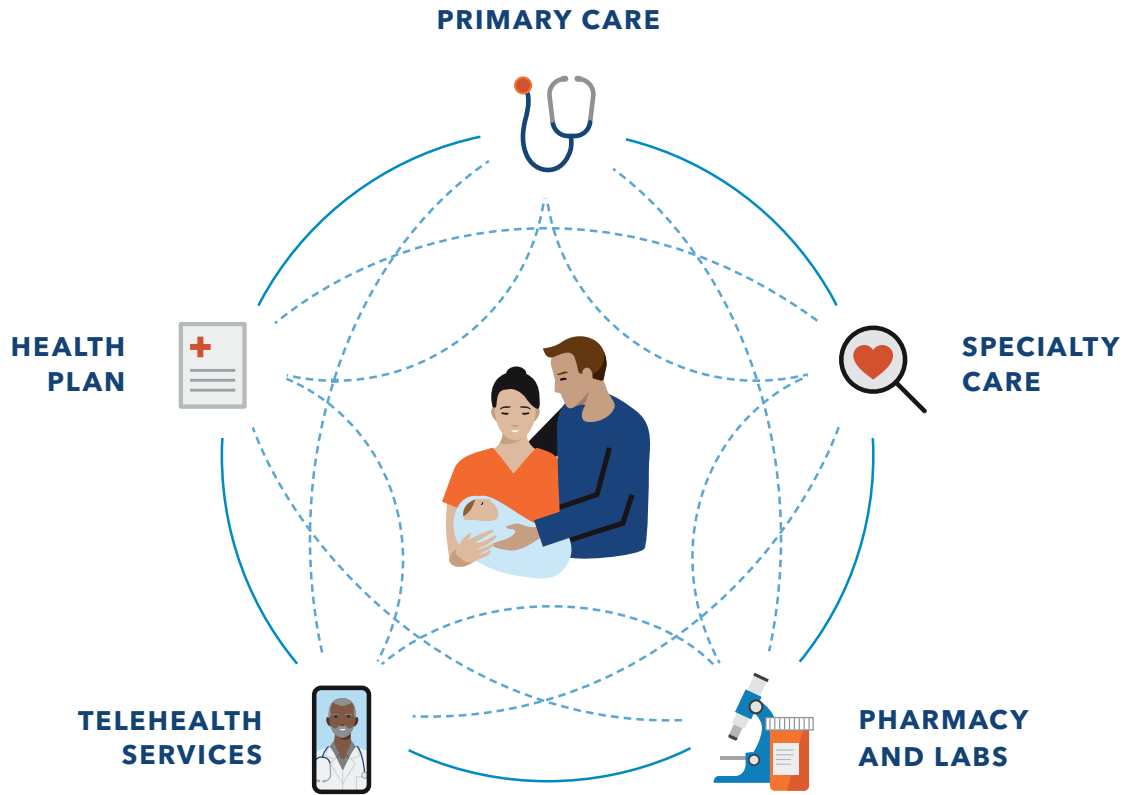 PRIMARY CARE
HEALTH
PLAN
SPECIALTY
CARE
TELEHEALTH
SERVICES
PHARMACY
AND LABS